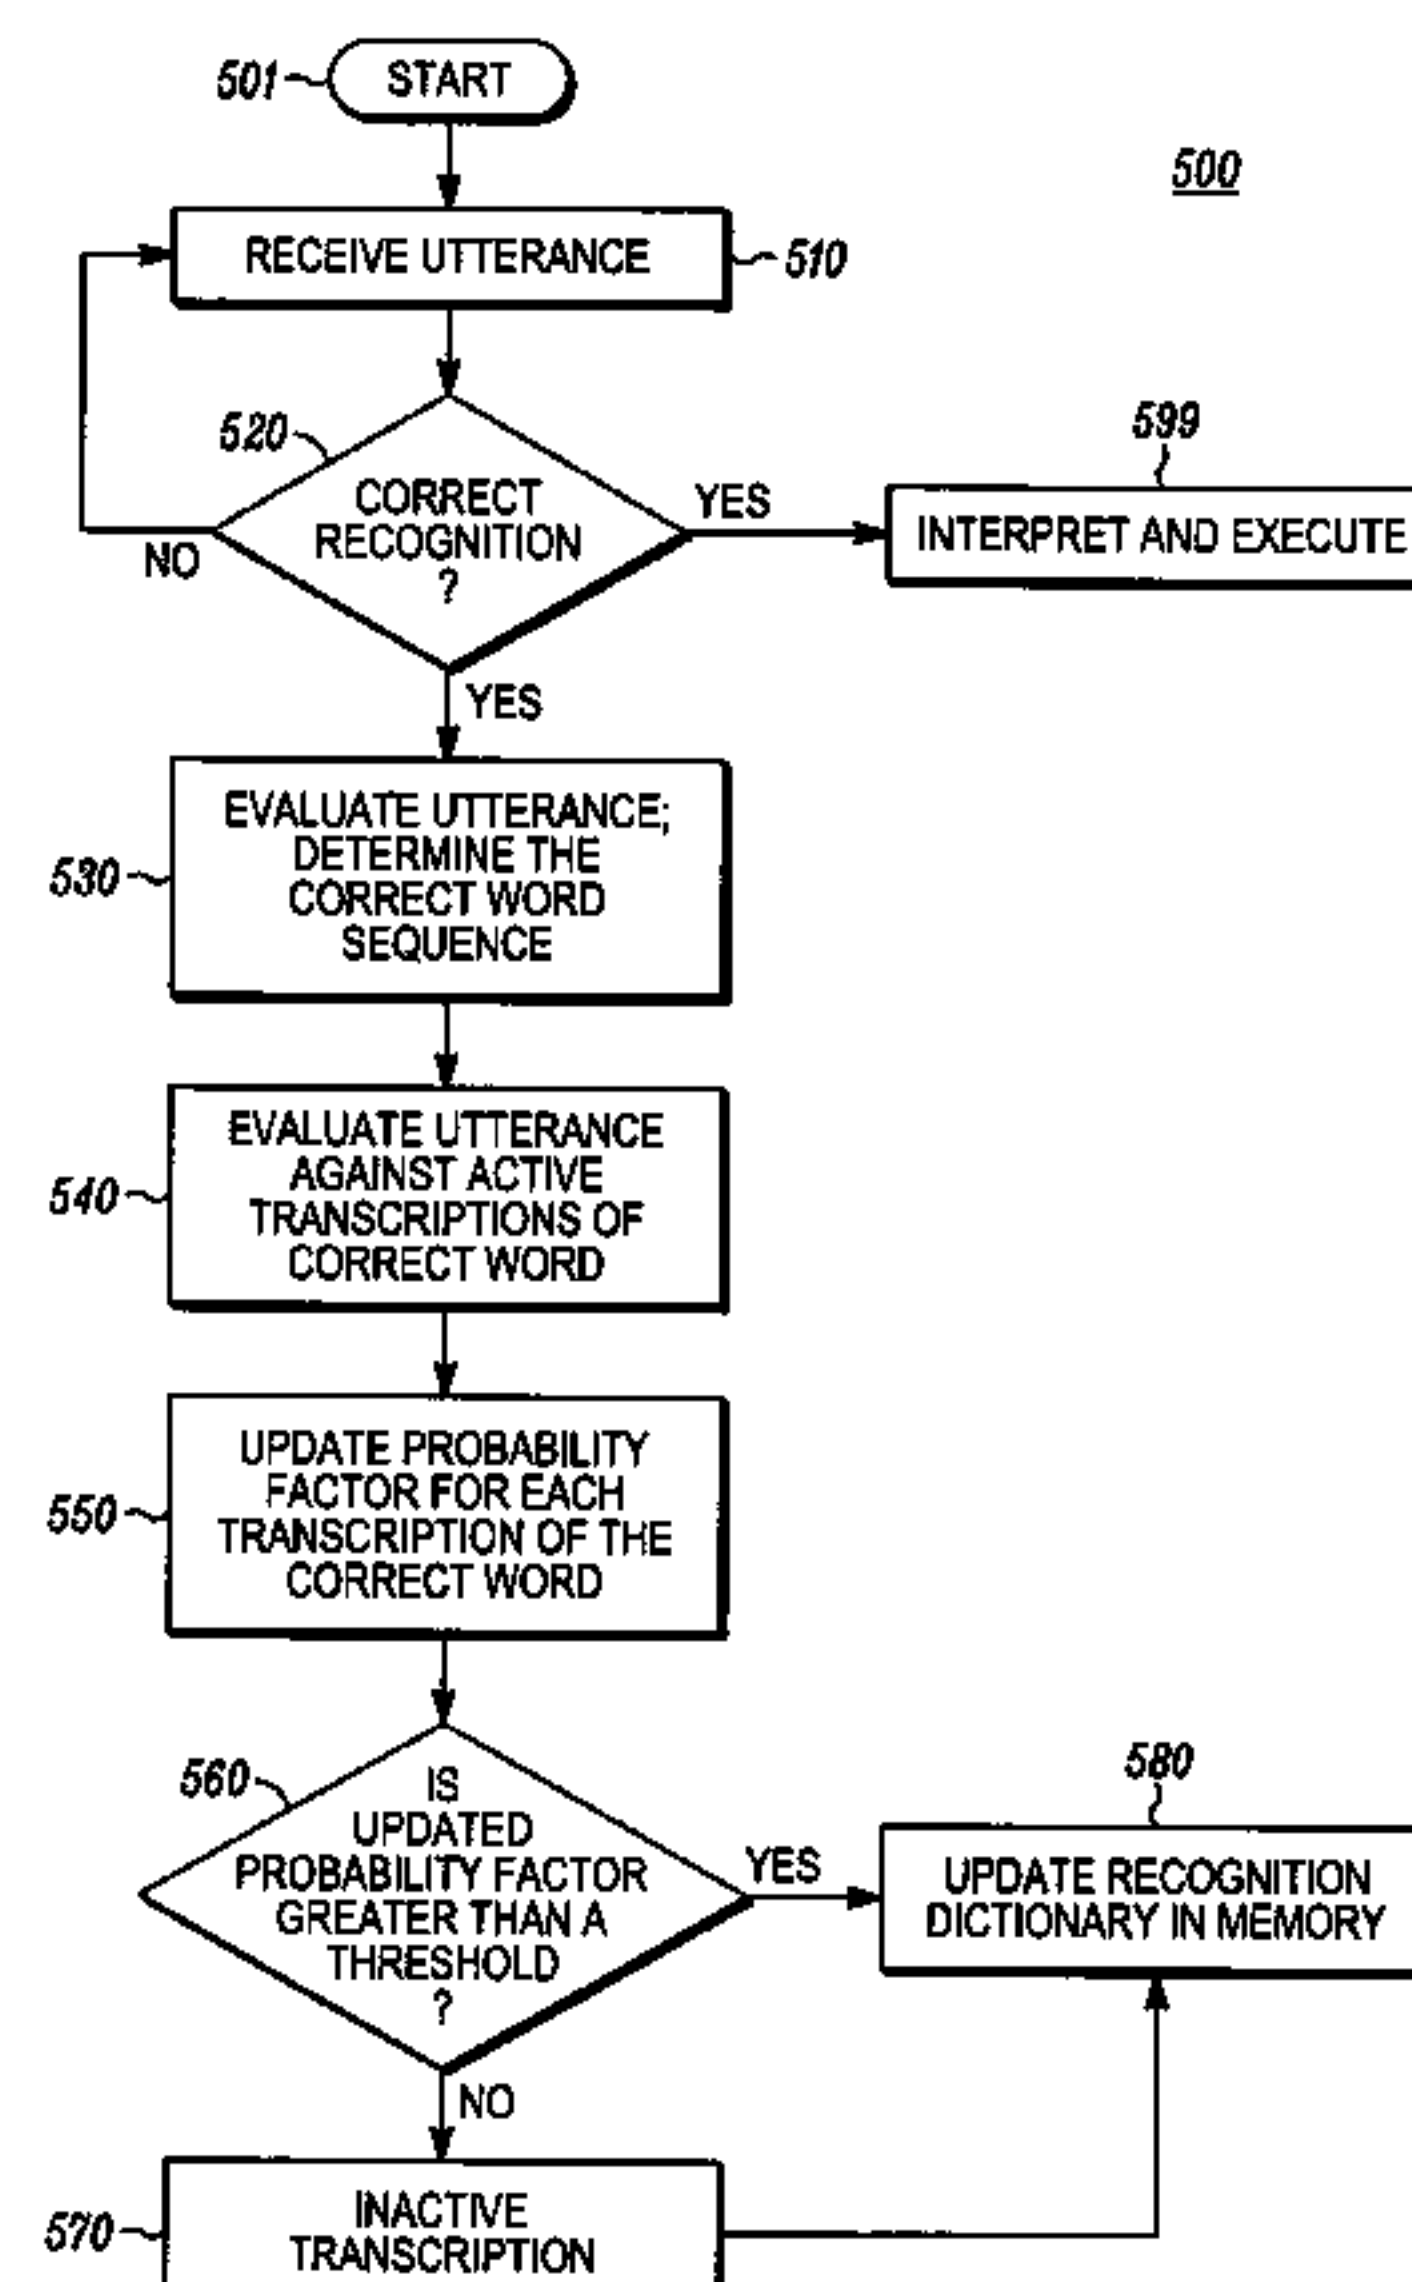 501
START
500
RECEIVE UTTERANCE
510
520
CORRECT
RECOGNITION
?
NO
YES
599
INTERPRET AND EXECUTE
YES
530
EVALUATE UTTERANCE;
DETERMINE THE
CORRECT WORD
SEQUENCE
540
EVALUATE UTTERANCE
AGAINST ACTIVE
TRANSCRIPTIONS OF
CORRECT WORD
550
UPDATE PROBABILITY
FACTOR FOR EACH
TRANSCRIPTION OF THE
CORRECT WORD
560
IS
UPDATED
PROBABILITY FACTOR
GREATER THAN A
THRESHOLD
?
YES
580
UPDATE RECOGNITION
DICTIONARY IN MEMORY
NO
570
INACTIVE
TRANSCRIPTION